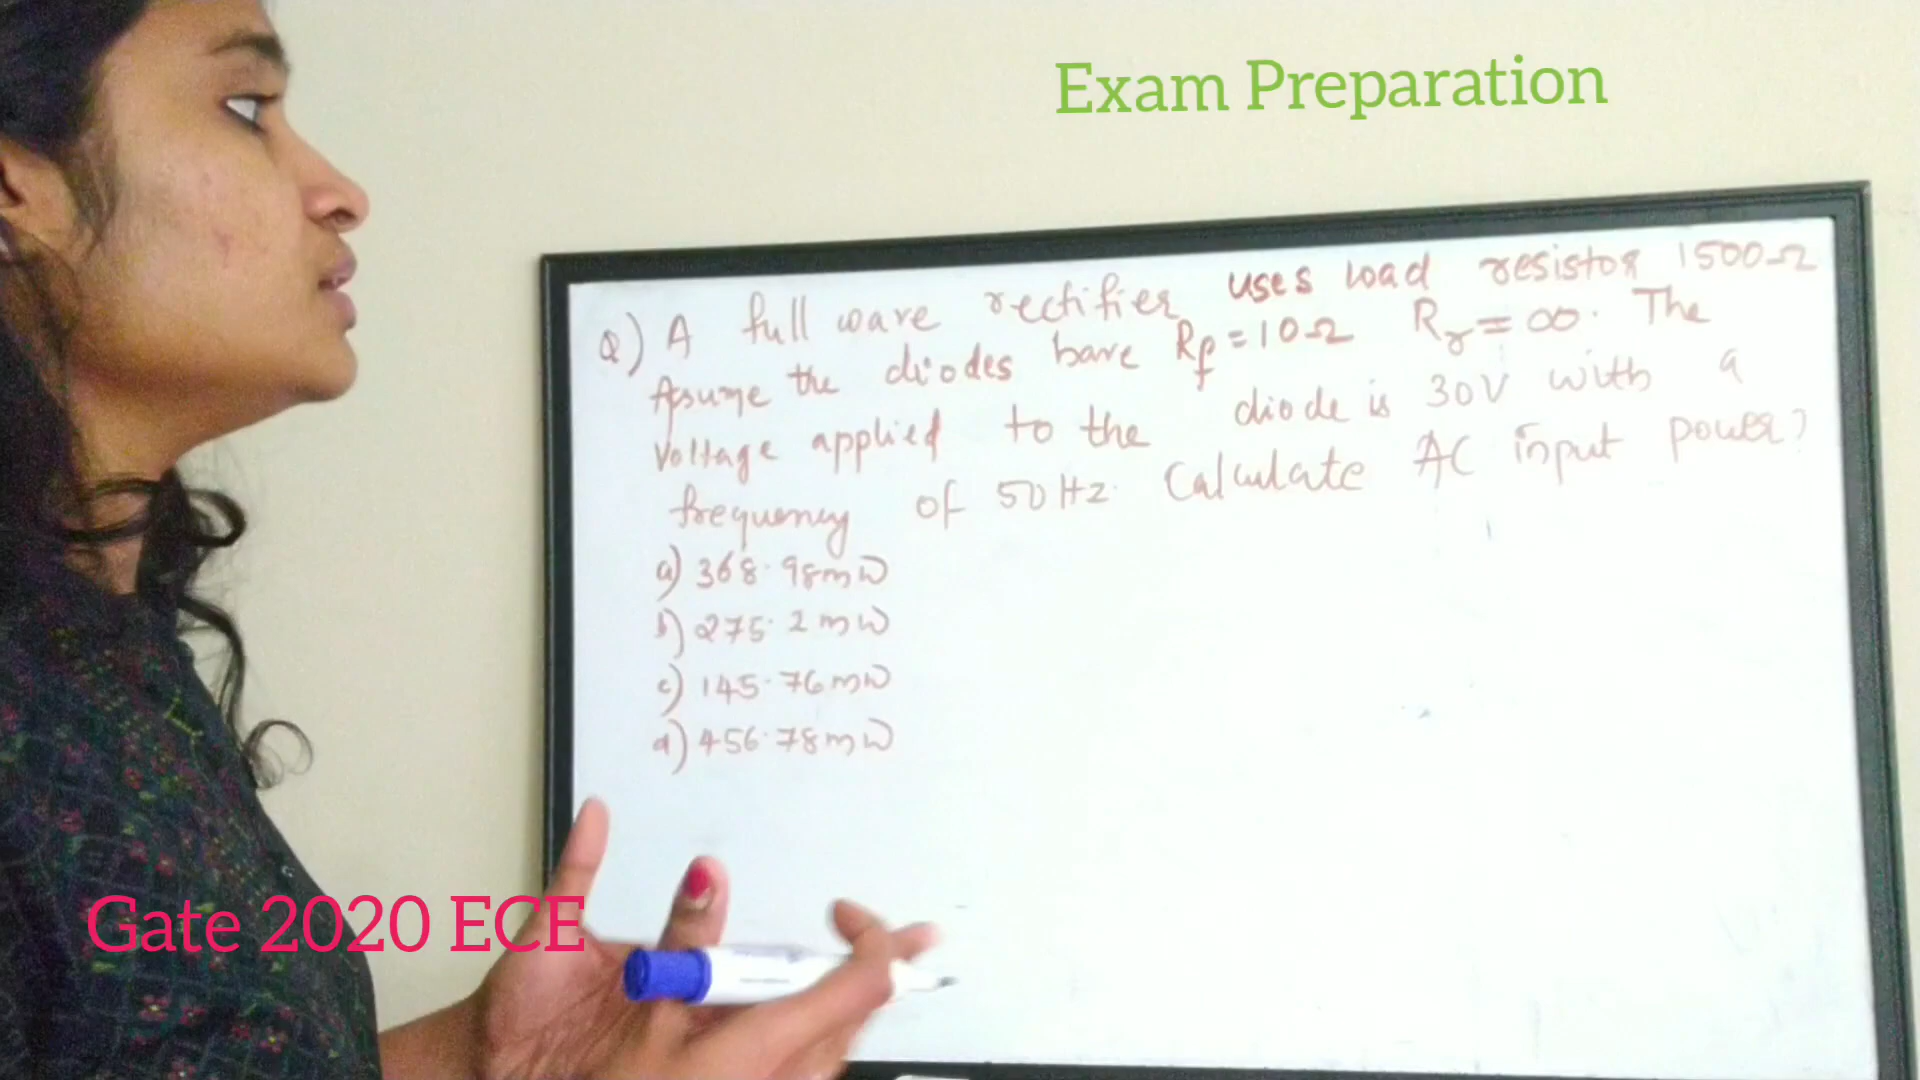 Exam Preparation
Q) A full wave rectifier uses load resistor 1500Ω
Assume the diodes have Rf=10Ω Rr=∞. The
voltage applied to the diode is 30V with a
frequency of 50Hz. Calculate AC input power?
a) 368.98mW
b) 275.2mW
c) 145.76mW
d) 456.78mW
Gate 2020 ECE